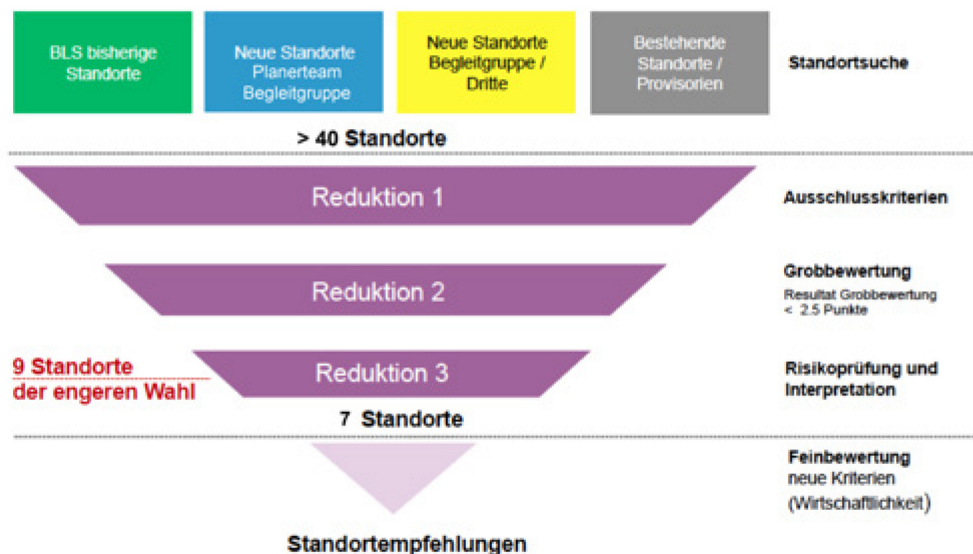 BLS bisherige
Standorte
Neue Standorte
Planerteam
Begleitgruppe
Neue Standorte
Begleitgruppe /
Dritte
Bestehende
Standorte /
Provisorien
Standortsuche
> 40 Standorte
Reduktion 1
Ausschlusskriterien
Reduktion 2
Grobbewertung
Resultat Grobbewertung
< 2.5 Punkte
9 Standorte
der engeren Wahl
Reduktion 3
Risikoprüfung und
Interpretation
7 Standorte
Feinbewertung
neue Kriterien
(Wirtschaftlichkeit)
Standortempfehlungen